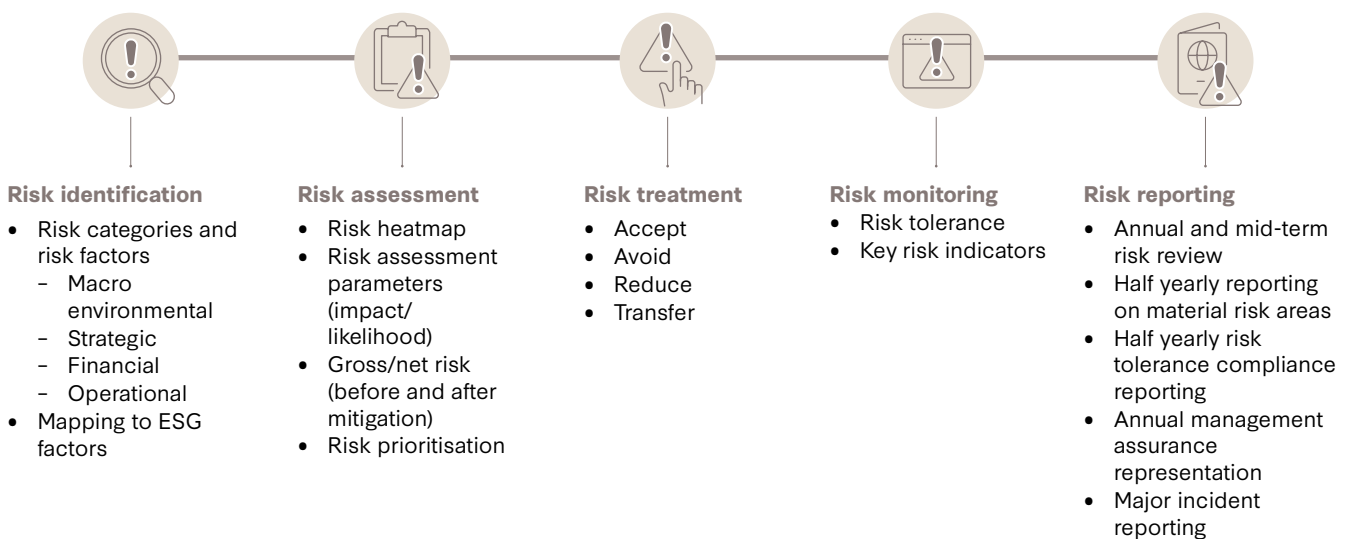 Risk identification
• Risk categories and
risk factors
– Macro
environmental
– Strategic
– Financial
– Operational
• Mapping to ESG
factors
Risk assessment
• Risk heatmap
• Risk assessment
parameters
(impact/
likelihood)
• Gross/net risk
(before and after
mitigation)
• Risk prioritisation
Risk treatment
• Accept
• Avoid
• Reduce
• Transfer
Risk monitoring
• Risk tolerance
• Key risk indicators
Risk reporting
• Annual and mid-term
risk review
• Half yearly reporting
on material risk areas
• Half yearly risk
tolerance compliance
reporting
• Annual management
assurance
representation
• Major incident
reporting